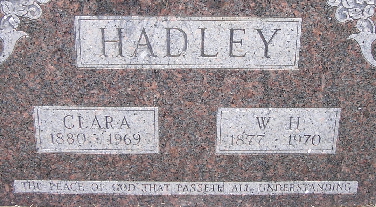 HADLEY
CLARA
1880 - 1969
W. H.
1877 - 1970
THE PEACE OF GOD THAT PASSETH ALL UNDERSTANDING